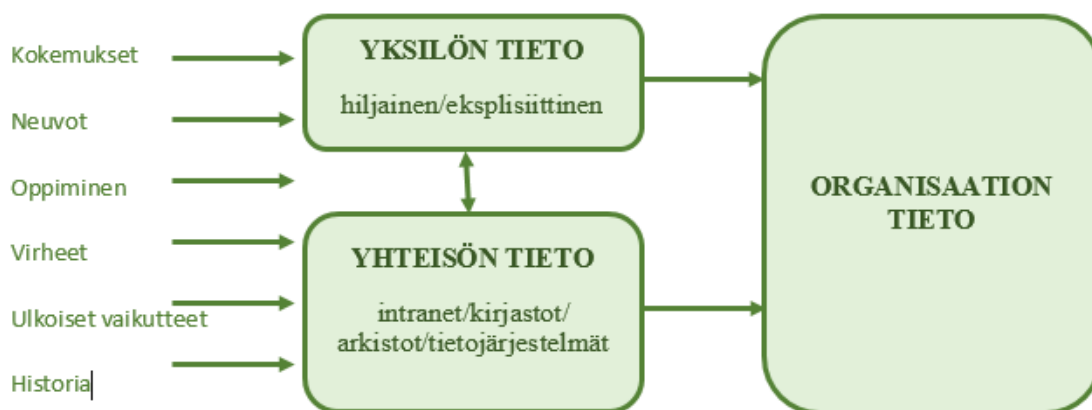 Kokemukset
Neuvot
Oppiminen
Virheet
Ulkoiset vaikutteet
Historia
YKSILÖN TIETO
hiljainen/eksplisiittinen
YHTEISÖN TIETO
intranet/kirjastot/
arkistot/tietojärjestelmät
ORGANISAATION
TIETO